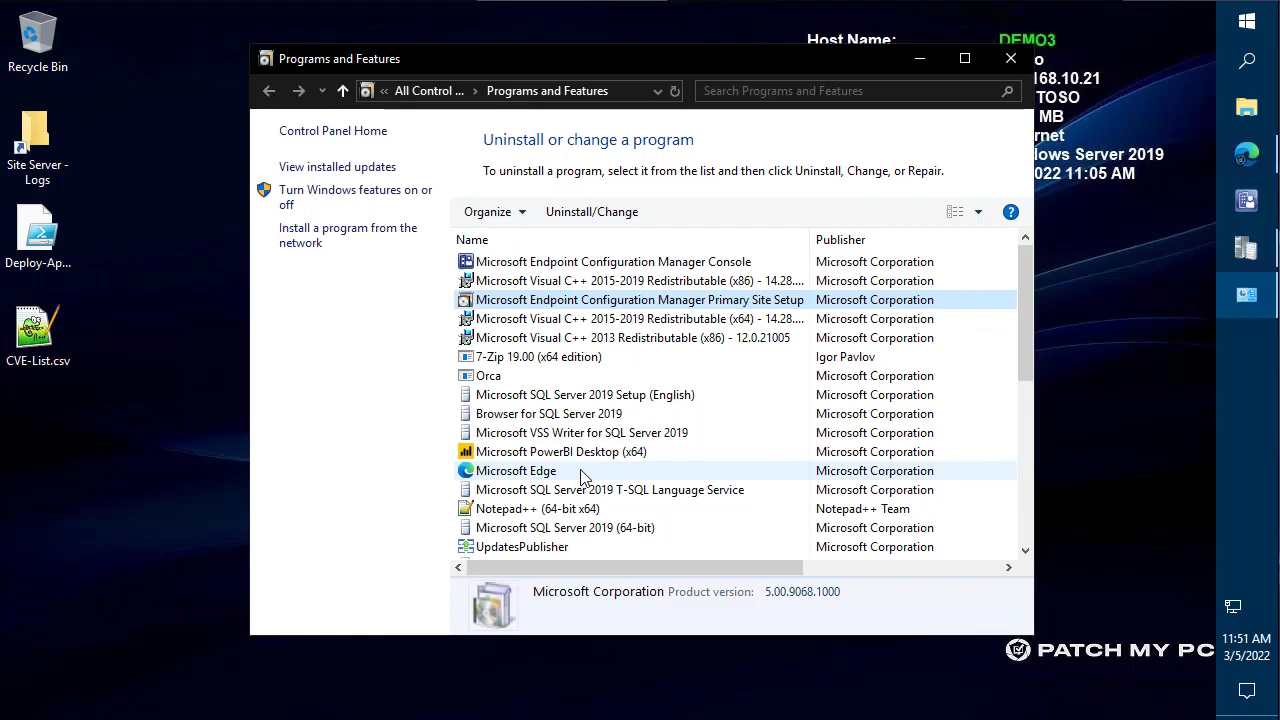 Recycle Bin
Site Server -
Logs
Deploy-Ap...
CVE-List.csv
Host Name:
DEMO3
o
168.10.21
TOSO
MB
rnet
ows Server 2019
022 11:05 AM
Programs and Features
All Control ...
Programs and Features
Search Programs and Features
Control Panel Home
View installed updates
Turn Windows features on or
off
Install a program from the
network
Uninstall or change a program
To uninstall a program, select it from the list and then click Uninstall, Change, or Repair.
Organize
Uninstall/Change
Name Publisher
Microsoft Endpoint Configuration Manager Console Microsoft Corporation
Microsoft Visual C++ 2015-2019 Redistributable (x86) - 14.28.... Microsoft Corporation
Microsoft Endpoint Configuration Manager Primary Site Setup Microsoft Corporation
Microsoft Visual C++ 2015-2019 Redistributable (x64) - 14.28.... Microsoft Corporation
Microsoft Visual C++ 2013 Redistributable (x86) - 12.0.21005 Microsoft Corporation
7-Zip 19.00 (x64 edition) Igor Pavlov
Orca Microsoft Corporation
Microsoft SQL Server 2019 Setup (English) Microsoft Corporation
Browser for SQL Server 2019 Microsoft Corporation
Microsoft VSS Writer for SQL Server 2019 Microsoft Corporation
Microsoft PowerBI Desktop (x64) Microsoft Corporation
Microsoft Edge Microsoft Corporation
Microsoft SQL Server 2019 T-SQL Language Service Microsoft Corporation
Notepad++ (64-bit x64) Notepad++ Team
Microsoft SQL Server 2019 (64-bit) Microsoft Corporation
UpdatesPublisher Microsoft Corporation
Microsoft Corporation Product version: 5.00.9068.1000
PATCH MY PC
11:51 AM
3/5/2022